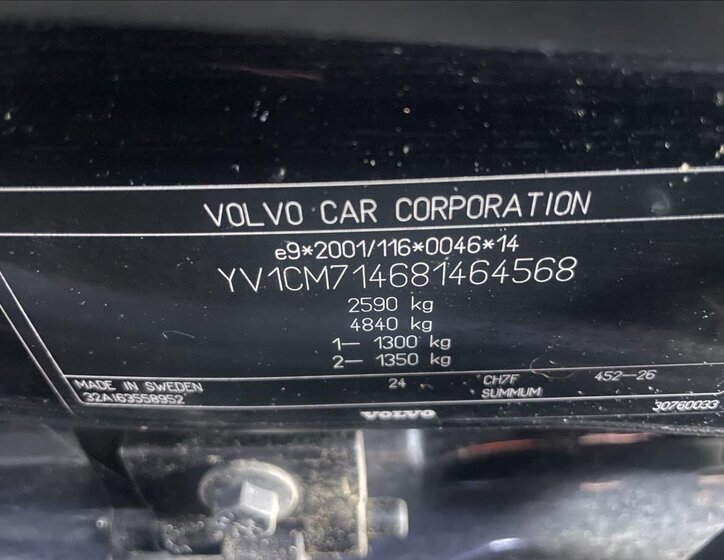 VOLVO CAR CORPORATION
e9*2001/116*0046*14
YV1CM714681464568
2590 kg
4840 kg
1– 1300 kg
2– 1350 kg
MADE IN SWEDEN 24 CH7F 452–26
32A163558952 SUMMUM
VOLVO 30760033